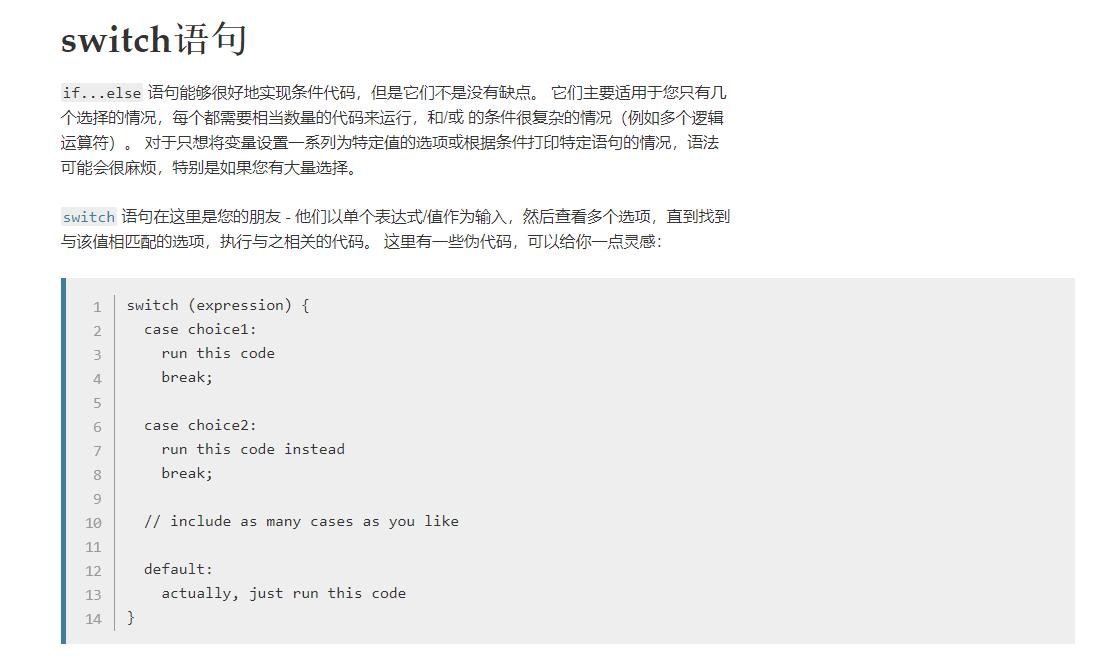 switch语句
if...else 语句能够很好地实现条件代码，但是它们不是没有缺点。 它们主要适用于您只有几
个选择的情况，每个都需要相当数量的代码来运行，和/或 的条件很复杂的情况（例如多个逻辑
运算符）。 对于只想将变量设置一系列为特定值的选项或根据条件打印特定语句的情况，语法
可能会很麻烦，特别是如果您有大量选择。
switch 语句在这里是您的朋友 - 他们以单个表达式/值作为输入，然后查看多个选项，直到找到
与该值相匹配的选项，执行与之相关的代码。 这里有一些伪代码，可以给你一点灵感：
1 switch (expression) {
2   case choice1:
3     run this code
4     break;
5
6   case choice2:
7     run this code instead
8     break;
9
10   // include as many cases as you like
11
12   default:
13     actually, just run this code
14 }